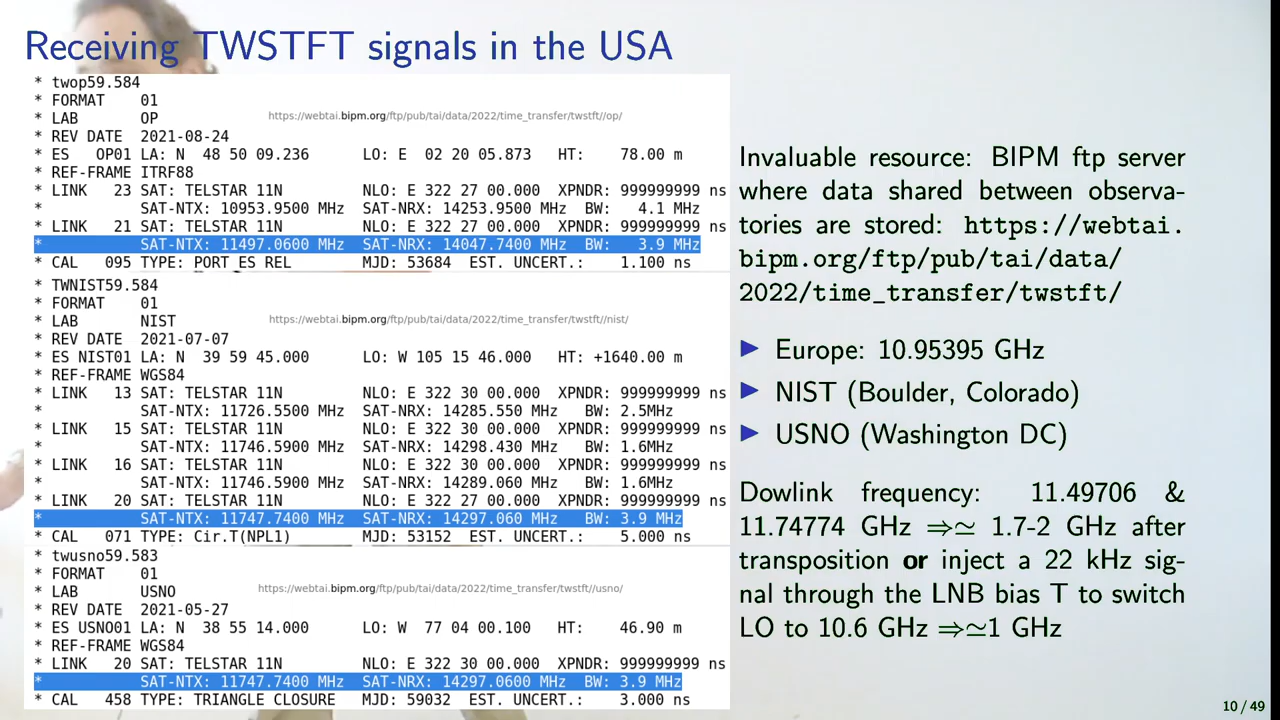 Receiving TWSTFT signals in the USA
* twop59.584
* FORMAT    01
* LAB       OP    https://webtai.bipm.org/ftp/pub/tai/data/2022/time_transfer/twstft//op/
* REV DATE  2021-08-24
* ES   OP01 LA: N  48 50 09.236      LO: E  02 20 05.873   HT:    78.00 m
* REF-FRAME ITRF88
* LINK   23 SAT: TELSTAR 11N         NLO: E 322 27 00.000  XPNDR: 999999999 ns
*           SAT-NTX: 10953.9500 MHz  SAT-NRX: 14253.9500 MHz  BW:   4.1 MHz
* LINK   21 SAT: TELSTAR 11N         NLO: E 322 27 00.000  XPNDR: 999999999 ns
*           SAT-NTX: 11497.0600 MHz  SAT-NRX: 14047.7400 MHz  BW:   3.9 MHz
* CAL   095 TYPE: PORT ES REL        MJD: 53684  EST. UNCERT.:    1.100 ns
* TWNIST59.584
* FORMAT    01
* LAB       NIST    https://webtai.bipm.org/ftp/pub/tai/data/2022/time_transfer/twstft//nist/
* REV DATE  2021-07-07
* ES NIST01 LA: N  39 59 45.000      LO: W 105 15 46.000   HT: +1640.00 m
* REF-FRAME WGS84
* LINK   13 SAT: TELSTAR 11N         NLO: E 322 30 00.000  XPNDR: 999999999 ns
*           SAT-NTX: 11726.5500 MHz  SAT-NRX: 14285.550 MHz  BW: 2.5MHz
* LINK   15 SAT: TELSTAR 11N         NLO: E 322 30 00.000  XPNDR: 999999999 ns
*           SAT-NTX: 11746.5900 MHz  SAT-NRX: 14298.430 MHz  BW: 1.6MHz
* LINK   16 SAT: TELSTAR 11N         NLO: E 322 30 00.000  XPNDR: 999999999 ns
*           SAT-NTX: 11746.5900 MHz  SAT-NRX: 14289.060 MHz  BW: 1.6MHz
* LINK   20 SAT: TELSTAR 11N         NLO: E 322 27 00.000  XPNDR: 999999999 ns
*           SAT-NTX: 11747.7400 MHz  SAT-NRX: 14297.060 MHz  BW: 3.9 MHz
* CAL   071 TYPE: Cir.T(NPL1)        MJD: 53152  EST. UNCERT.:    5.000 ns
* twusno59.583
* FORMAT    01
* LAB       USNO    https://webtai.bipm.org/ftp/pub/tai/data/2022/time_transfer/twstft//usno/
* REV DATE  2021-05-27
* ES USNO01 LA: N  38 55 14.000      LO: W  77 04 00.100   HT:    46.90 m
* REF-FRAME WGS84
* LINK   20 SAT: TELSTAR 11N         NLO: E 322 30 00.000  XPNDR: 999999999 ns
*           SAT-NTX: 11747.7400 MHz  SAT-NRX: 14297.0600 MHz  BW: 3.9 MHz
* CAL   458 TYPE: TRIANGLE CLOSURE   MJD: 59032  EST. UNCERT.:    3.000 ns
Invaluable resource: BIPM ftp server
where data shared between observa-
tories are stored: https://webtai.
bipm.org/ftp/pub/tai/data/
2022/time_transfer/twstft/
▶ Europe: 10.95395 GHz
▶ NIST (Boulder, Colorado)
▶ USNO (Washington DC)
Dowlink frequency: 11.49706 &
11.74774 GHz ⇒≃ 1.7-2 GHz after
transposition or inject a 22 kHz sig-
nal through the LNB bias T to switch
LO to 10.6 GHz ⇒≃1 GHz
10 / 49